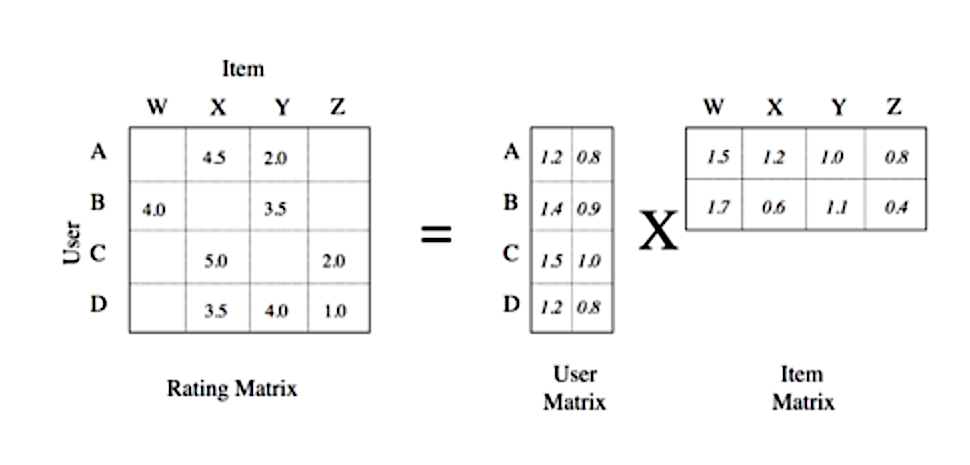 Item
W X Y Z W X Y Z
A 4.5 2.0 A 1.2 0.8 1.5 1.2 1.0 0.8
B 4.0 3.5 B 1.4 0.9 1.7 0.6 1.1 0.4
User
= X
C 5.0 2.0 C 1.5 1.0
D 3.5 4.0 1.0 D 1.2 0.8
Rating Matrix
User Matrix
Item Matrix